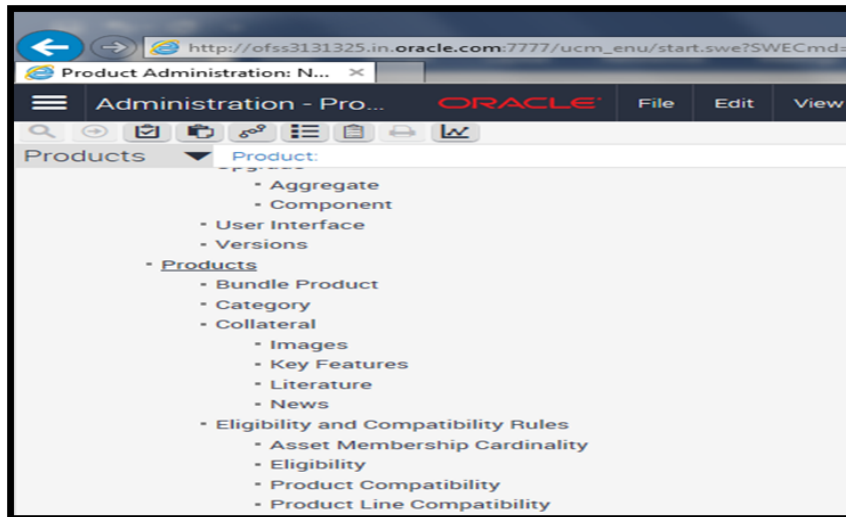 http://ofss3131325.in.oracle.com:7777/ucm_enu/start.swe?SWECmd=
Product Administration: N... ×
Administration - Pro... ORACLE File Edit View
Products Product:
Upgrade
- Aggregate
- Component
- User Interface
- Versions
- Products
- Bundle Product
- Category
- Collateral
- Images
- Key Features
- Literature
- News
- Eligibility and Compatibility Rules
- Asset Membership Cardinality
- Eligibility
- Product Compatibility
- Product Line Compatibility